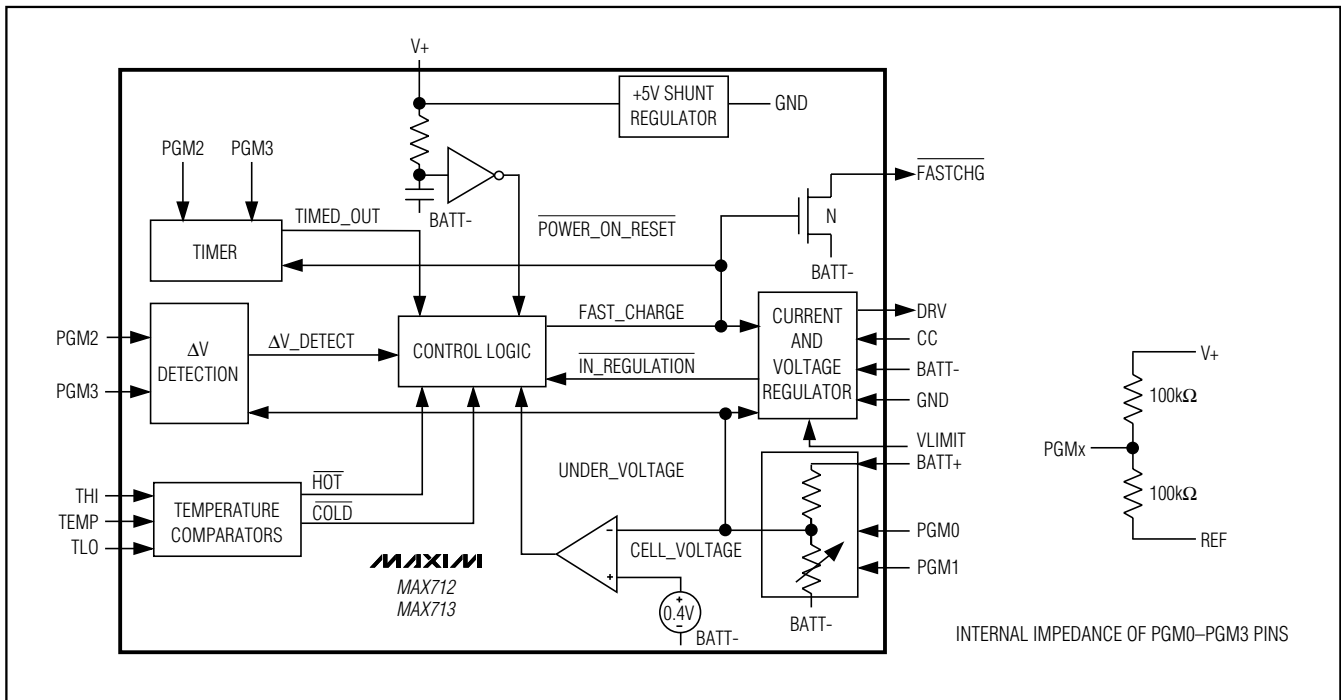 V+
+5V SHUNT
REGULATOR
GND
PGM2
PGM3
BATT-
TIMED_OUT
POWER_ON_RESET
N
FASTCHG
BATT-
TIMER
PGM2
PGM3
ΔV
DETECTION
ΔV_DETECT
CONTROL LOGIC
FAST_CHARGE
IN_REGULATION
CURRENT
AND
VOLTAGE
REGULATOR
DRV
CC
BATT-
GND
VLIMIT
BATT+
PGM0
PGM1
THI
TEMP
TLO
TEMPERATURE
COMPARATORS
HOT
COLD
UNDER_VOLTAGE
-
+
CELL_VOLTAGE
+
0.4V
-
BATT-
BATT-
MAXIM
MAX712
MAX713
V+
100kΩ
PGMx
100kΩ
REF
INTERNAL IMPEDANCE OF PGM0–PGM3 PINS